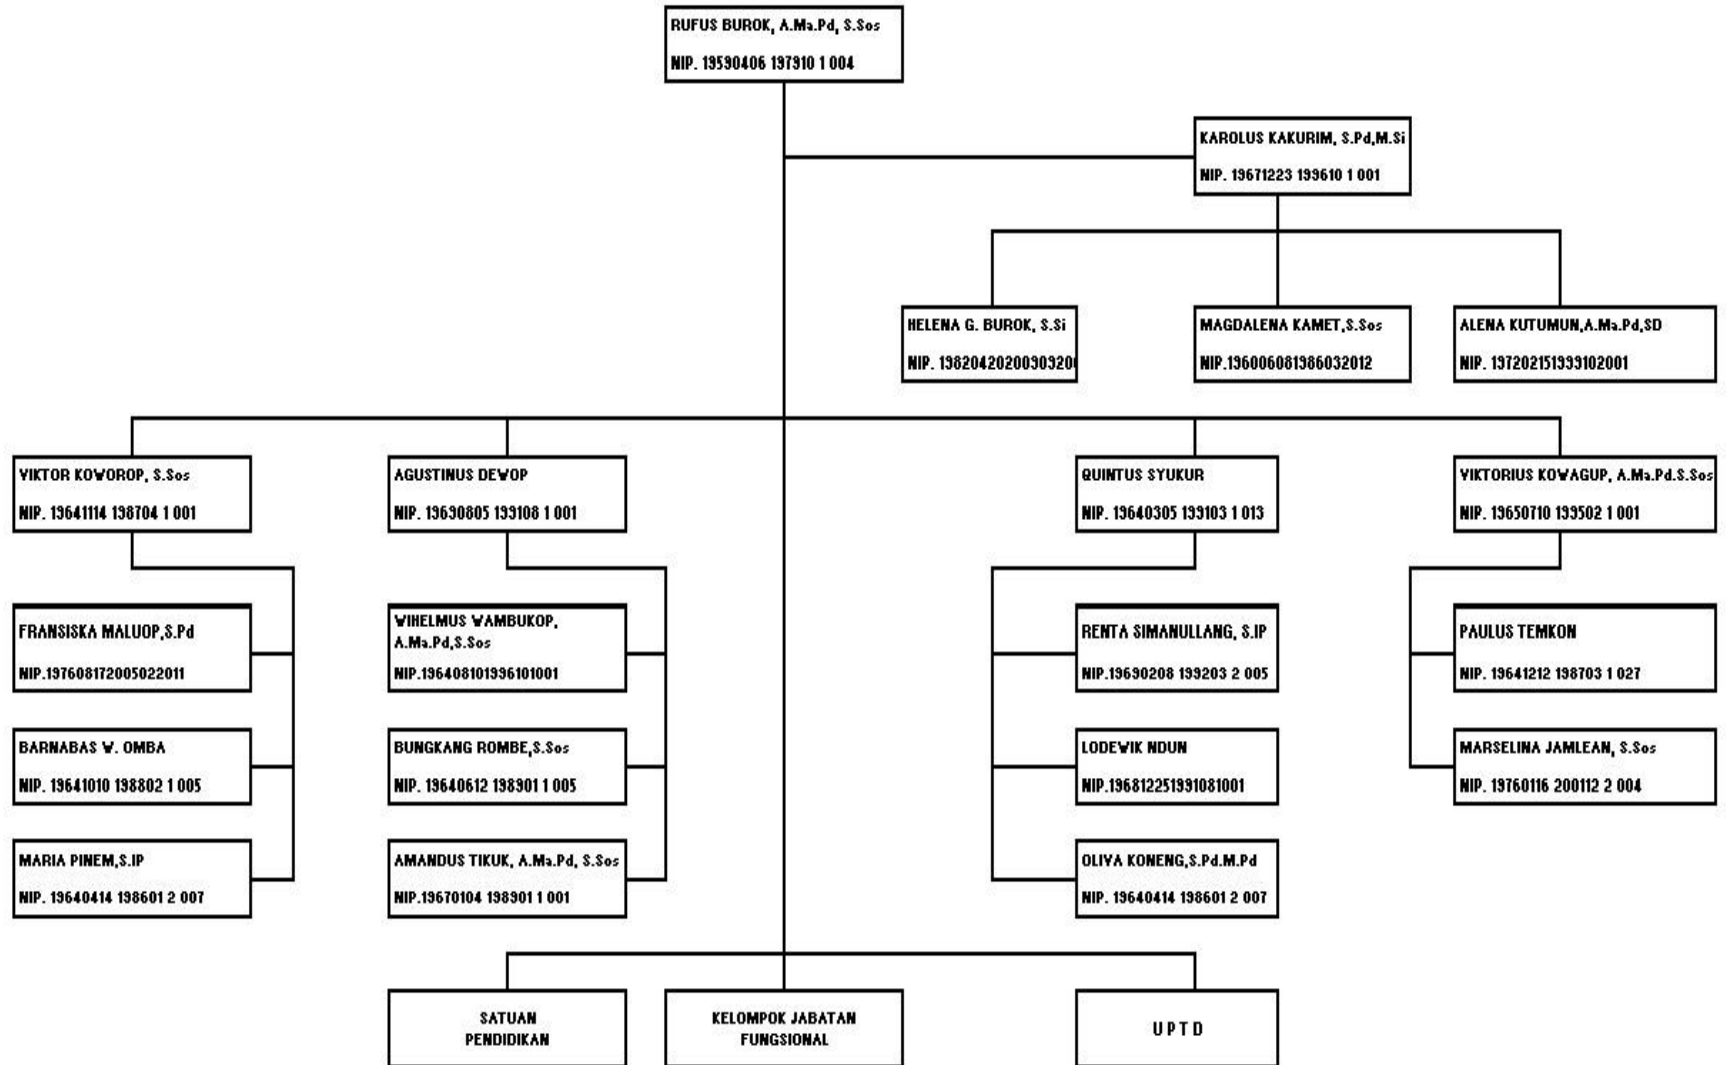 RUFUS BUROK, A.Ma.Pd, S.Sos
NIP. 19590406 197910 1 004
KAROLUS KAKURIM, S.Pd,M.Si
NIP. 19671223 199610 1 001
HELENA G. BUROK, S.Si
MAGDALENA KAMET,S.Sos
ALENA KUTUMUN,A.Ma.Pd,SD
NIP. 1982042020090920
NIP.196006081986032012
NIP. 197202151999102001
VIKTOR KOWOROP, S.Sos
AGUSTINUS DEWOP
QUINTUS SYUKUR
VIKTORIUS KOWAGUP, A.Ma.Pd.S.Sos
NIP. 19641114 198704 1 001
NIP. 19690805 199108 1 001
NIP. 19640305 199103 1 013
NIP. 19650710 199502 1 001
FRANSISKA MALUOP,S.Pd
NIP.197608172005022011
WIHELMUS WAMBUKOP,
A.Ma.Pd,S.Sos
NIP.196408101996101001
RENTA SIMANULLANG, S.IP
NIP.19690208 199203 2 005
PAULUS TEMKON
NIP. 19641212 198703 1 027
BARNABAS W. OMBA
NIP. 19641010 198802 1 005
BUNGKANG ROMBE,S.Sos
NIP. 19640612 198901 1 005
LODEWIK NDUN
NIP.196812251991081001
MARSELINA JAMLEAN, S.Sos
NIP. 19760116 200112 2 004
MARIA PINEM,S.IP
NIP. 19640414 198601 2 007
AMANDUS TIKUK, A.Ma.Pd, S.Sos
NIP.19670104 198901 1 001
OLIVA KONENG,S.Pd.M.Pd
NIP. 19640414 198601 2 007
SATUAN
PENDIDIKAN
KELOMPOK JABATAN
FUNGSIONAL
U P T D